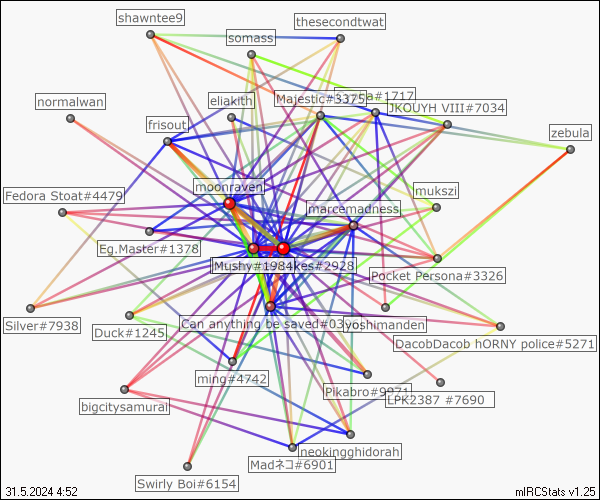 shawntee9
thesecondtwat
somass
normalwan
eliakith
Majestic#3375
#1717
JKOUYH VIII#7034
frisout
zebula
moonraven
Fedora Stoat#4479
mukszi
marcemadness
Eg.Master#1378
Mushy#1984
kes#2928
Pocket Persona#3326
Silver#7938
Duck#1245
Can anything be saved#03
yoshimanden
DacobDacob hORNY police#5271
ming#4742
Pikabro#9971
LPK2387 #7690
bigcitysamurai
neokingghidorah
Madネコ#6901
Swirly Boi#6154
31.5.2024 4:52
mIRCStats v1.25